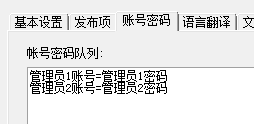 基本设置 发布项 账号密码 语言翻译 文
帐号密码队列:
管理员1账号=管理员1密码
管理员2账号=管理员2密码